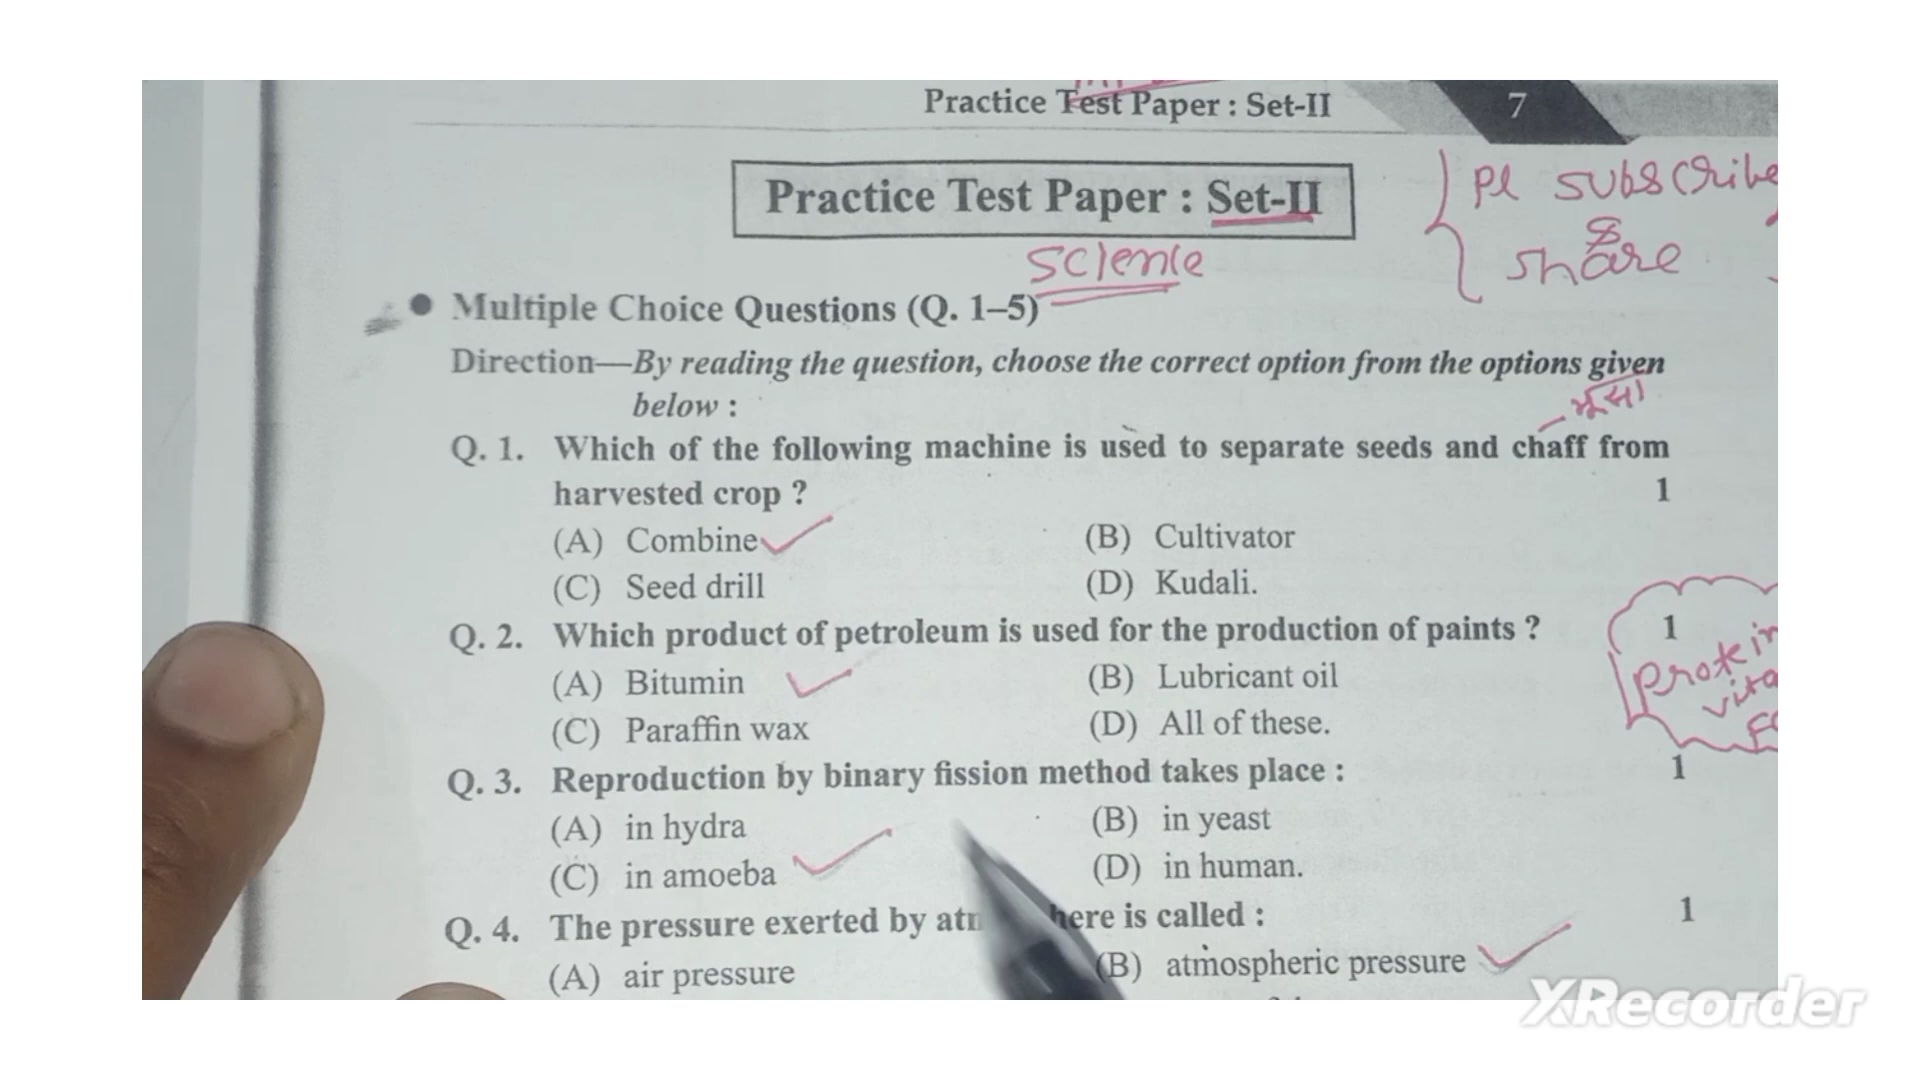 Practice Test Paper : Set-II 7
Practice Test Paper : Set-II
Pl subscribe
&
share
science
● Multiple Choice Questions (Q. 1–5)
Direction—By reading the question, choose the correct option from the options given
below :
भूसा
Q. 1. Which of the following machine is used to separate seeds and chaff from
harvested crop ? 1
(A) Combine (B) Cultivator
(C) Seed drill (D) Kudali.
Q. 2. Which product of petroleum is used for the production of paints ? 1
(A) Bitumin (B) Lubricant oil
(C) Paraffin wax (D) All of these.
protein
Q. 3. Reproduction by binary fission method takes place : 1
(A) in hydra (B) in yeast
(C) in amoeba (D) in human.
Q. 4. The pressure exerted by atm here is called : 1
(A) air pressure (B) atmospheric pressure
XRecorder